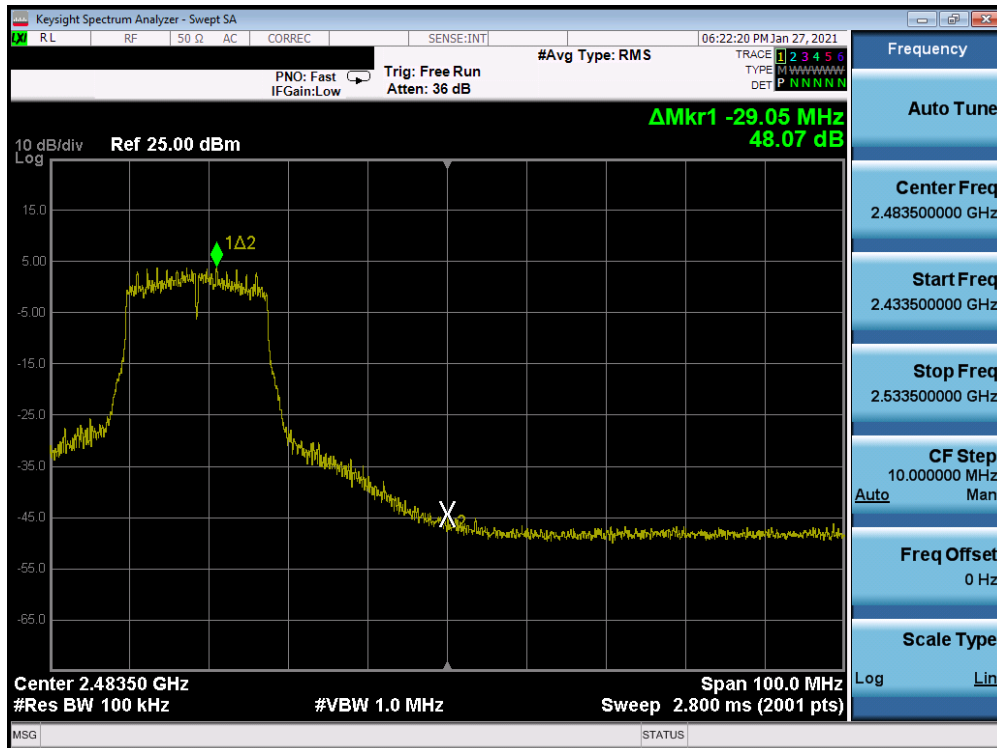 Keysight Spectrum Analyzer - Swept SA
LXI RL RF 50 Ω AC CORREC SENSE:INT 06:22:20 PM Jan 27, 2021
#Avg Type: RMS TRACE 1 2 3 4 5 6
PNO: Fast Trig: Free Run TYPE M WWWWW
IFGain:Low Atten: 36 dB DET P N N N N N
ΔMkr1 -29.05 MHz
48.07 dB
10 dB/div Ref 25.00 dBm
Log
15.0
5.00
-5.00
-15.0
-25.0
-35.0
-45.0
-55.0
-65.0
1Δ2
X2
Center 2.48350 GHz Span 100.0 MHz
#Res BW 100 kHz #VBW 1.0 MHz Sweep 2.800 ms (2001 pts)
MSG STATUS
Frequency
Auto Tune
Center Freq
2.483500000 GHz
Start Freq
2.433500000 GHz
Stop Freq
2.533500000 GHz
CF Step
10.000000 MHz
Auto Man
Freq Offset
0 Hz
Scale Type
Log Lin